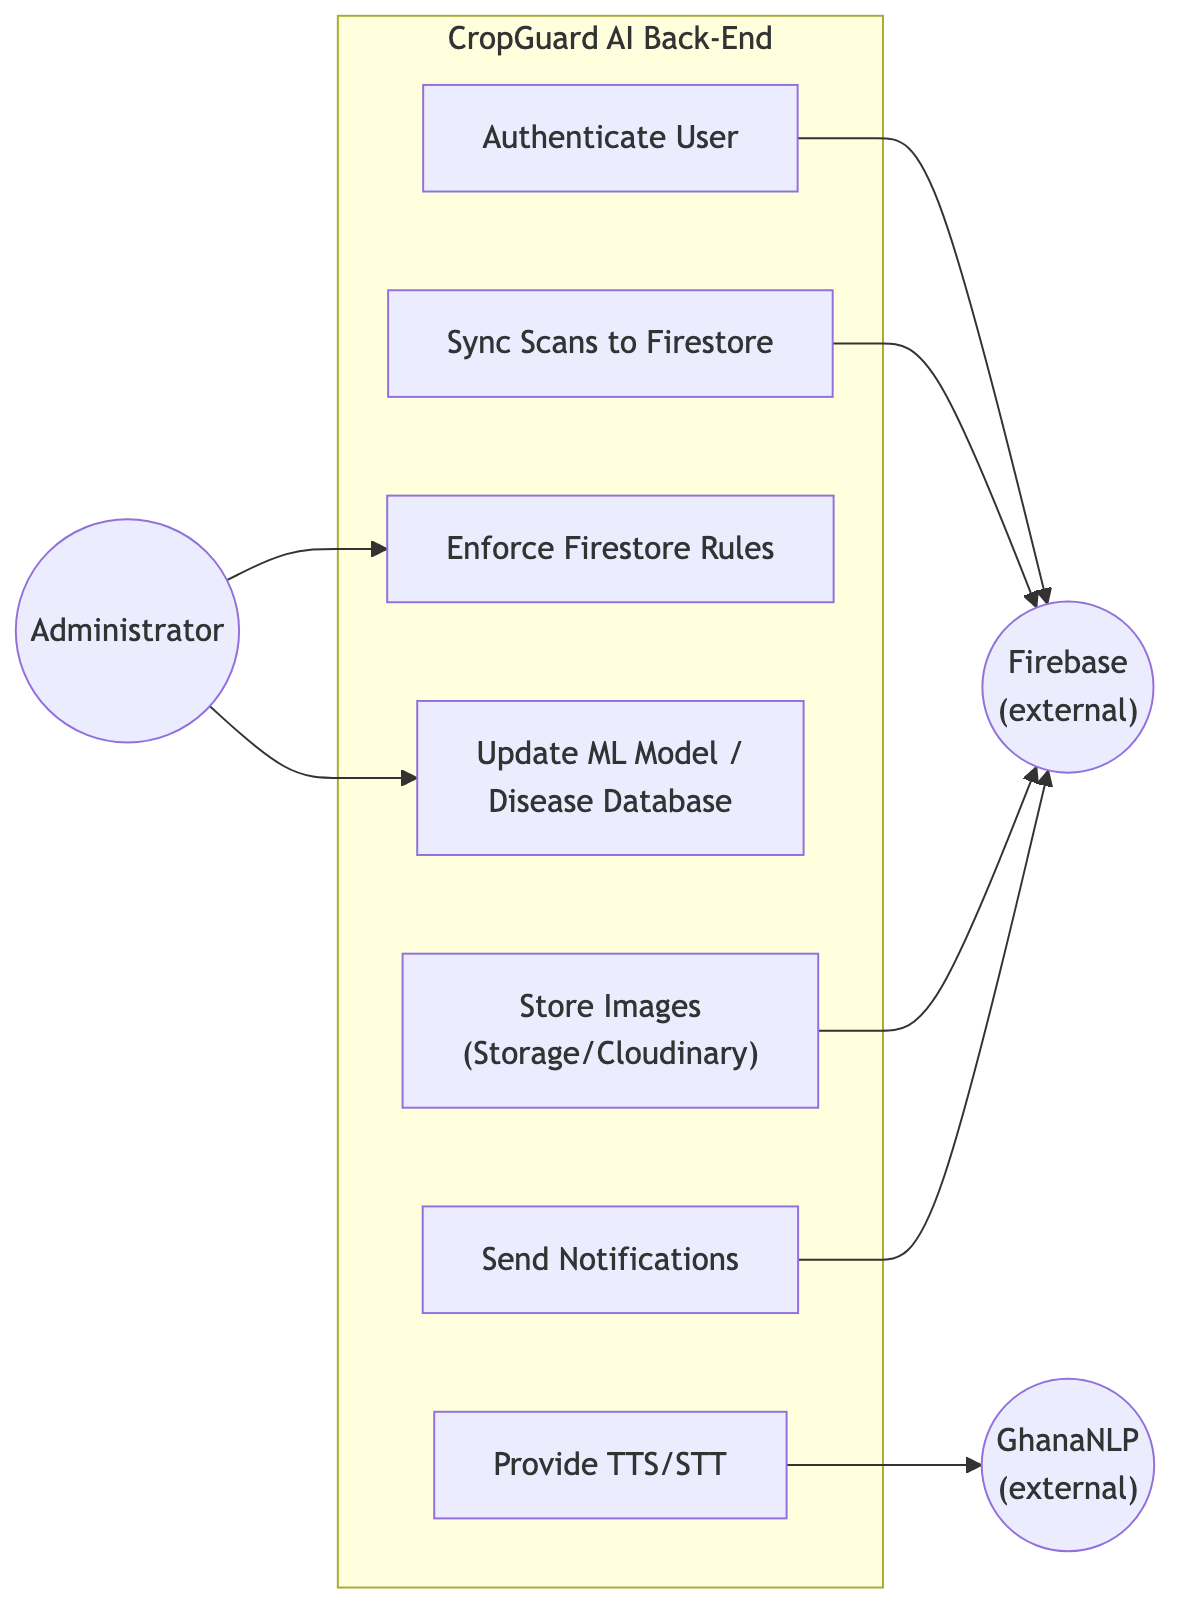 CropGuard AI Back-End
Authenticate User
Sync Scans to Firestore
Enforce Firestore Rules
Administrator
Firebase
(external)
Update ML Model /
Disease Database
Store Images
(Storage/Cloudinary)
Send Notifications
GhanaNLP
(external)
Provide TTS/STT